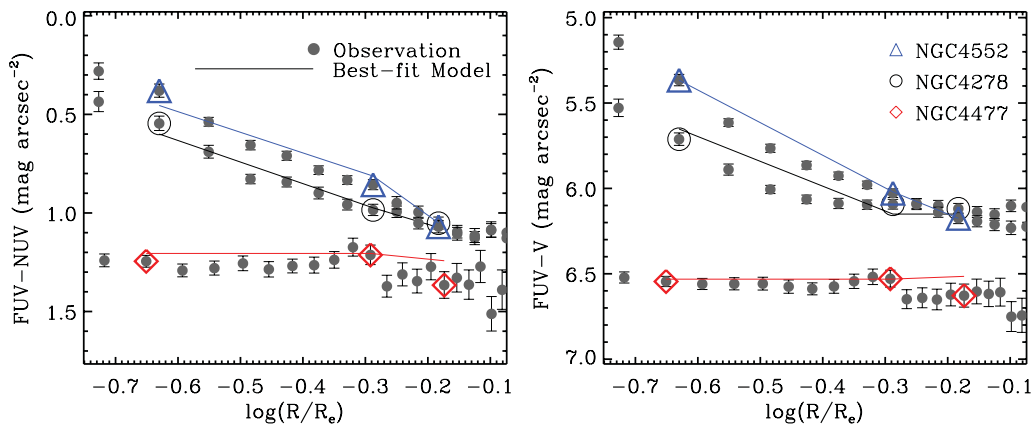 0.0
0.5
1.0
1.5
FUV−NUV (mag arcsec⁻²)
Observation
Best−fit Model
−0.7 −0.6 −0.5 −0.4 −0.3 −0.2 −0.1
log(R/Rₑ)
5.0
5.5
6.0
6.5
7.0
FUV−V (mag arcsec⁻²)
NGC4552
NGC4278
NGC4477
−0.7 −0.6 −0.5 −0.4 −0.3 −0.2 −0.1
log(R/Rₑ)